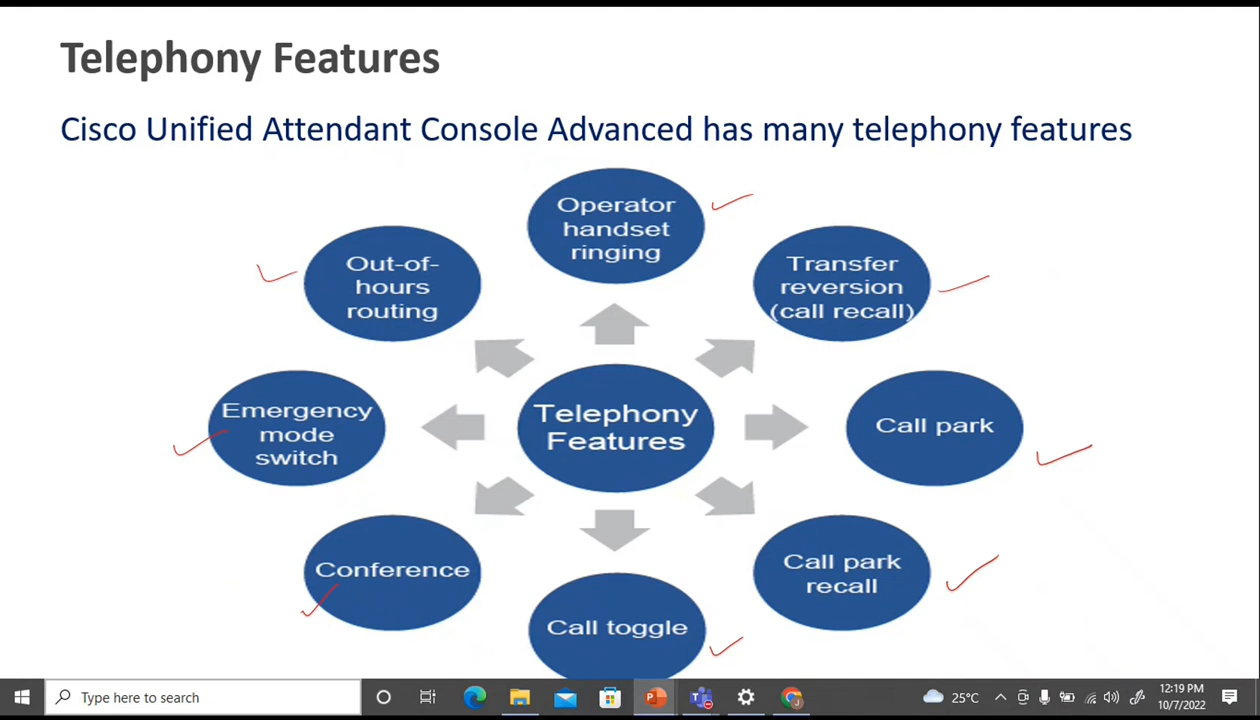 Telephony Features
Cisco Unified Attendant Console Advanced has many telephony features
Operator
handset
ringing
Transfer
reversion
(call recall)
Call park
Call park
recall
Call toggle
Conference
Emergency
mode
switch
Out-of-
hours
routing
Telephony
Features
Type here to search
25°C
12:19 PM
10/7/2022